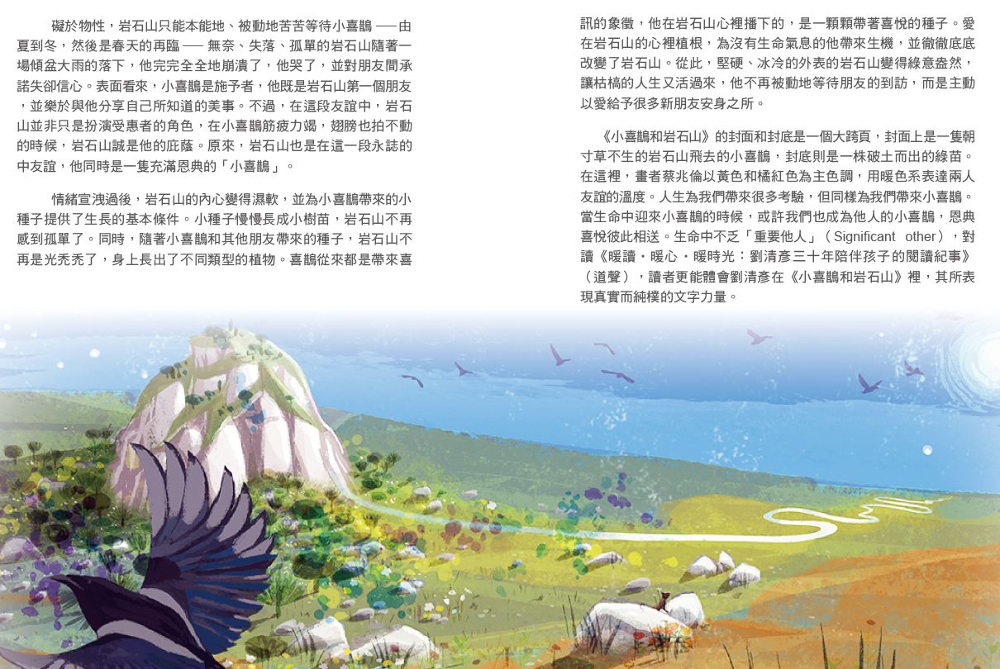 礙於物性，岩石山只能本能地、被動地苦苦等待小喜鵲 ── 由
夏到冬，然後是春天的再臨 ── 無奈、失落、孤單的岩石山隨著一
場傾盆大雨的落下，他完完全全地崩潰了，他哭了，並對朋友間承
諾失卻信心。表面看來，小喜鵲是施予者，他既是岩石山第一個朋友
，並樂於與他分享自己所知道的美事。不過，在這段友誼中，岩石
山並非只是扮演受惠者的角色，在小喜鵲筋疲力竭，翅膀也拍不動
的時候，岩石山誠是他的庇蔭。原來，岩石山也是在這一段永誌的
中友誼，他同時是一隻充滿恩典的「小喜鵲」。
情緒宣洩過後，岩石山的內心變得濕軟，並為小喜鵲帶來的小
種子提供了生長的基本條件。小種子慢慢長成小樹苗，岩石山不再
感到孤單了。同時，隨著小喜鵲和其他朋友帶來的種子，岩石山不
再是光禿禿了，身上長出了不同類型的植物。喜鵲從來都是帶來喜
訊的象徵，他在岩石山心裡播下的，是一顆顆帶著喜悅的種子。愛
在岩石山的心裡植根，為沒有生命氣息的他帶來生機，並徹徹底底
改變了岩石山。從此，堅硬、冰冷的外表的岩石山變得綠意盎然，
讓枯槁的人生又活過來，他不再被動地等待朋友的到訪，而是主動
以愛給予很多新朋友安身之所。
《小喜鵲和岩石山》的封面和封底是一個大跨頁，封面上是一隻朝
寸草不生的岩石山飛去的小喜鵲，封底則是一株破土而出的綠苗。
在這裡，畫者蔡兆倫以黃色和橘紅色為主色調，用暖色系表達兩人
友誼的溫度。人生為我們帶來很多考驗，但同樣為我們帶來小喜鵲。
當生命中迎來小喜鵲的時候，或許我們也成為他人的小喜鵲，恩典
喜悅彼此相送。生命中不乏「重要他人」（Significant other），對
讀《暖讀・暖心・暖時光：劉清彥三十年陪伴孩子的閱讀紀事》
（道聲），讀者更能體會劉清彥在《小喜鵲和岩石山》裡，其所表
現真實而純樸的文字力量。